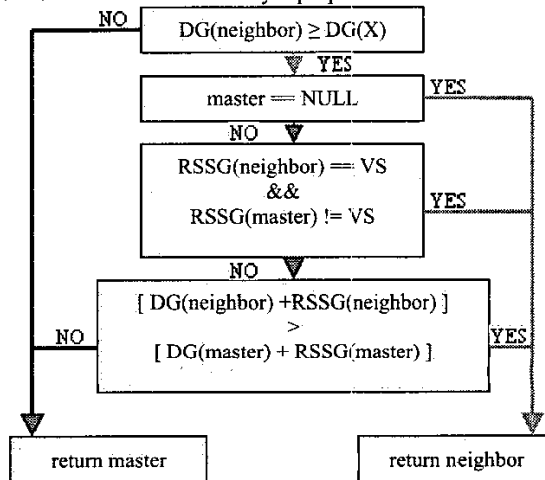 NO
DG(neighbor) ≥ DG(X)
YES
master == NULL
YES
NO
RSSG(neighbor) == VS
&&
RSSG(master) != VS
YES
NO
[ DG(neighbor) +RSSG(neighbor) ]
>
[ DG(master) + RSSG(master) ]
NO
YES
return master
return neighbor